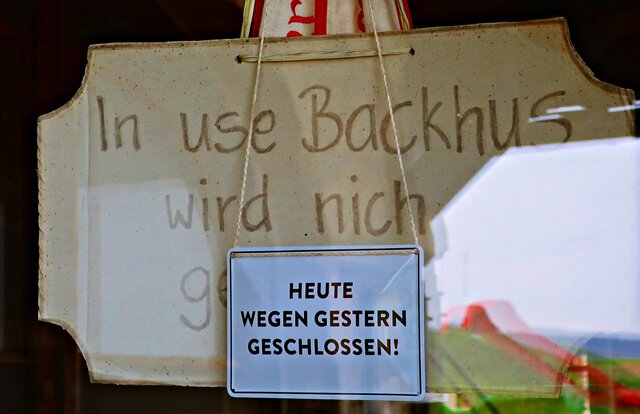 In use Backhus
wird nich
HEUTE
WEGEN GESTERN
GESCHLOSSEN!